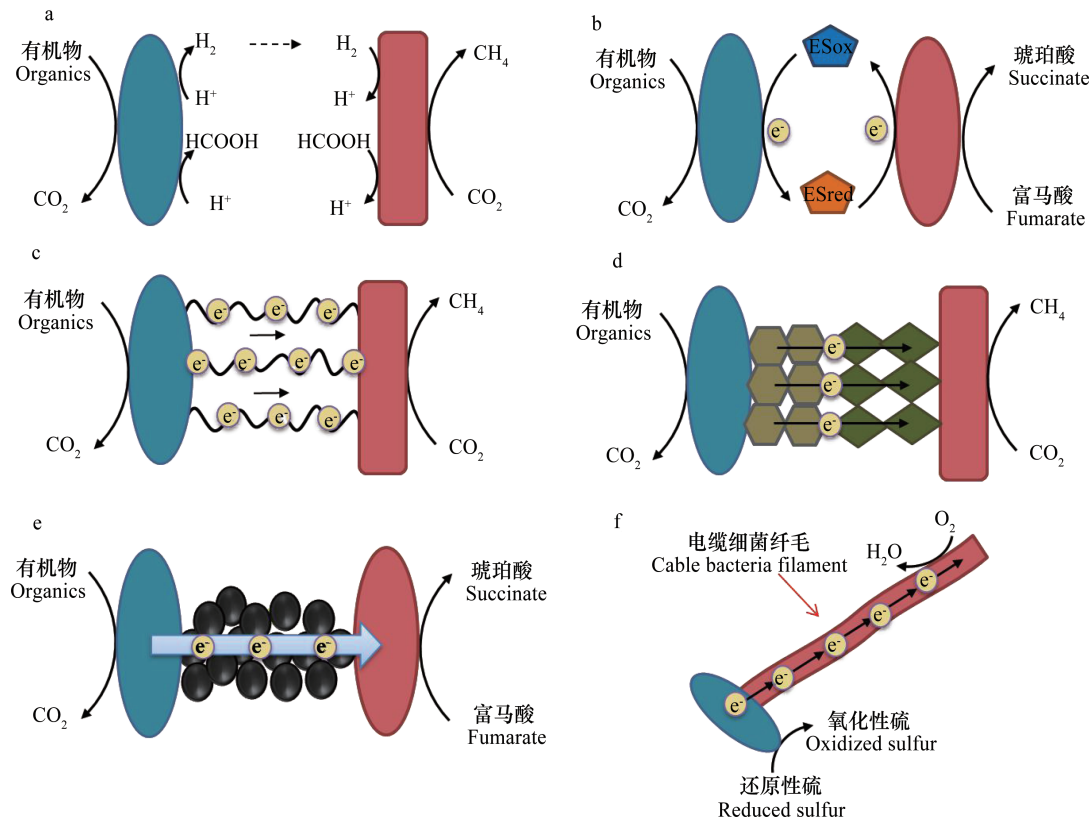 a
有机物
Organics
H₂
H₂
CH₄
H⁺
H⁺
HCOOH
HCOOH
CO₂
H⁺
H⁺
CO₂
b
有机物
Organics
ESox
琥珀酸
Succinate
e⁻
e⁻
CO₂
ESred
富马酸
Fumarate
c
有机物
Organics
e⁻ e⁻ e⁻
CH₄
e⁻ e⁻ e⁻ e⁻
e⁻ e⁻ e⁻
CO₂
CO₂
d
有机物
Organics
CH₄
e⁻
e⁻
e⁻
CO₂
CO₂
e
有机物
Organics
琥珀酸
Succinate
e⁻ e⁻ e⁻
CO₂
富马酸
Fumarate
f
电缆细菌纤毛
Cable bacteria filament
O₂
H₂O
e⁻
e⁻
e⁻
e⁻
e⁻
氧化性硫
Oxidized sulfur
还原性硫
Reduced sulfur